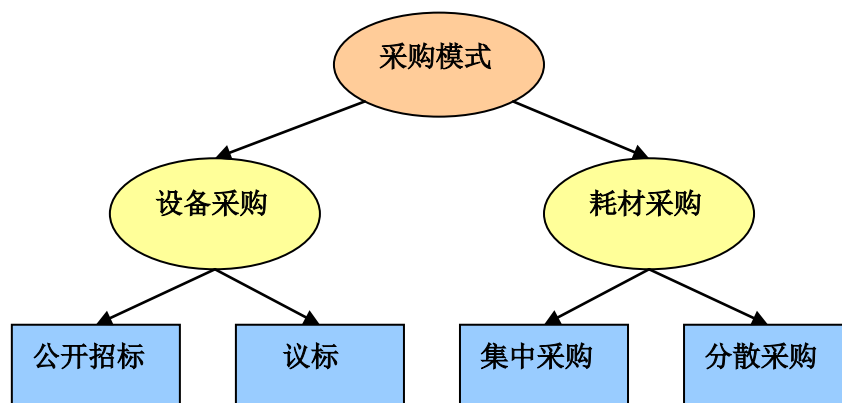 采购模式
设备采购
耗材采购
公开招标
议标
集中采购
分散采购